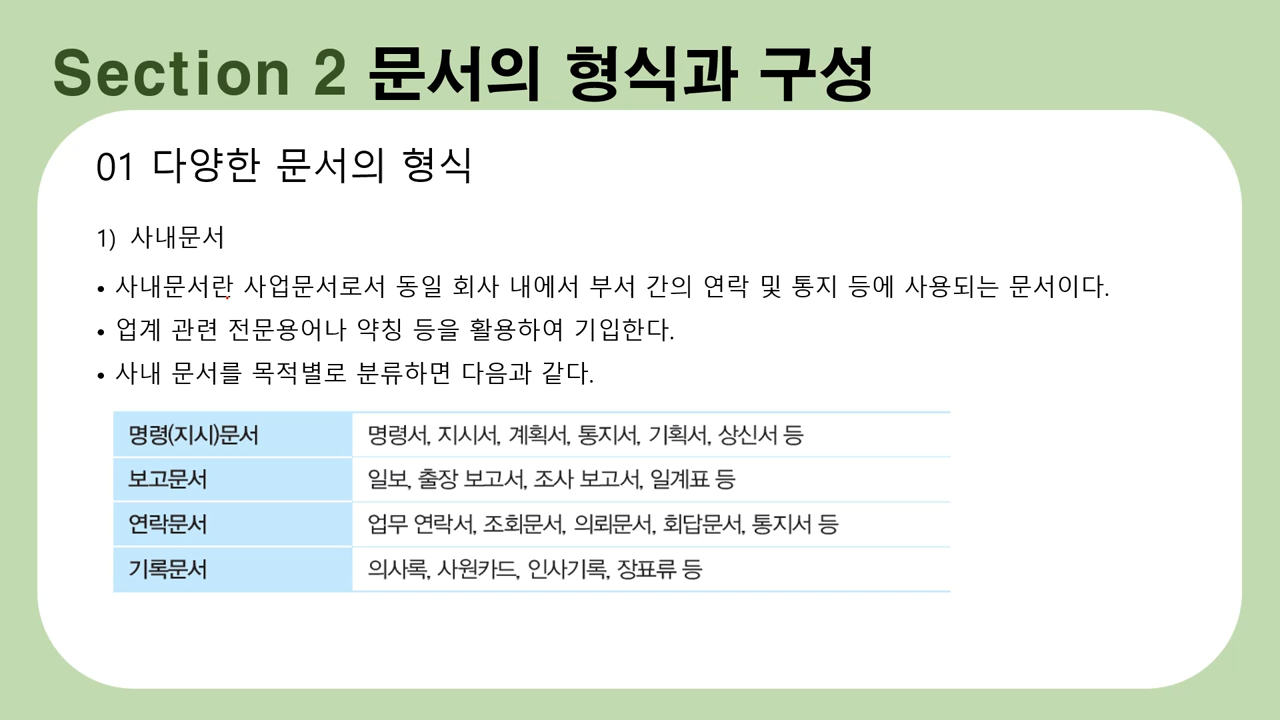 Section 2 문서의 형식과 구성
01 다양한 문서의 형식
1) 사내문서
• 사내문서란 사업문서로서 동일 회사 내에서 부서 간의 연락 및 통지 등에 사용되는 문서이다.
• 업계 관련 전문용어나 약칭 등을 활용하여 기입한다.
• 사내 문서를 목적별로 분류하면 다음과 같다.
명령(지시)문서 명령서, 지시서, 계획서, 통지서, 기획서, 상신서 등
보고문서 일보, 출장 보고서, 조사 보고서, 일계표 등
연락문서 업무 연락서, 조회문서, 의뢰문서, 회답문서, 통지서 등
기록문서 의사록, 사원카드, 인사기록, 장표류 등